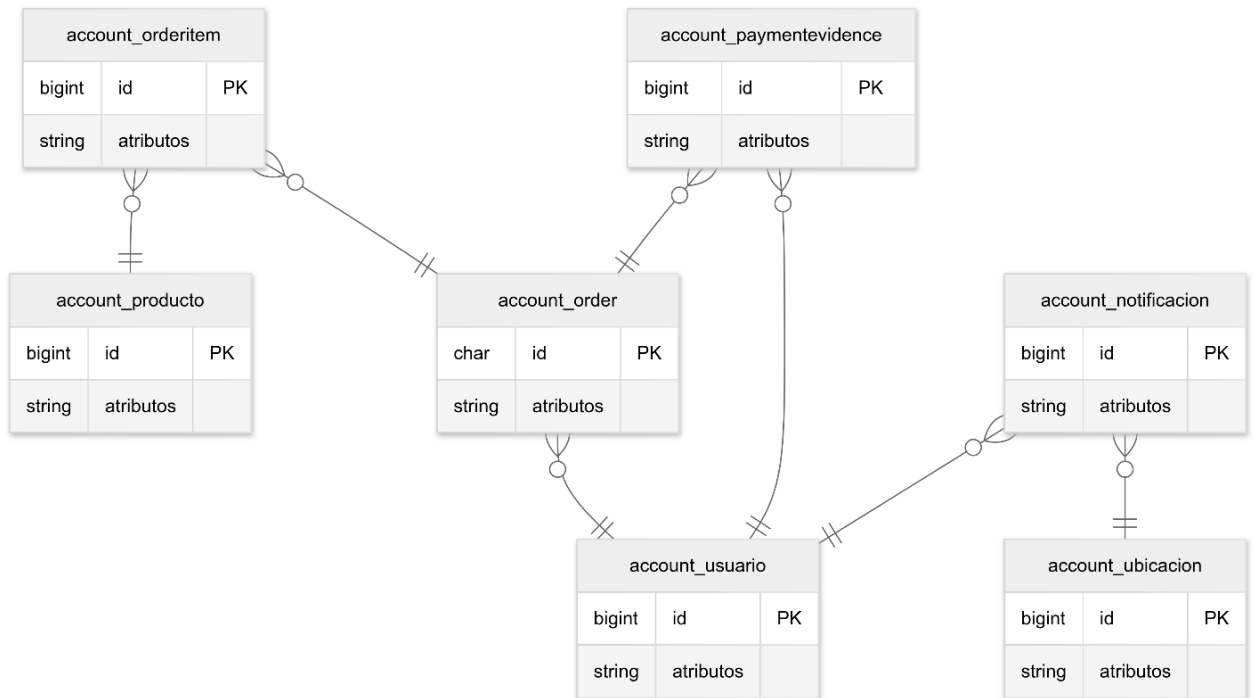 account_orderitem
bigint id PK
string atributos
account_paymentevidence
bigint id PK
string atributos
account_producto
bigint id PK
string atributos
account_order
char id PK
string atributos
account_notificacion
bigint id PK
string atributos
account_usuario
bigint id PK
string atributos
account_ubicacion
bigint id PK
string atributos